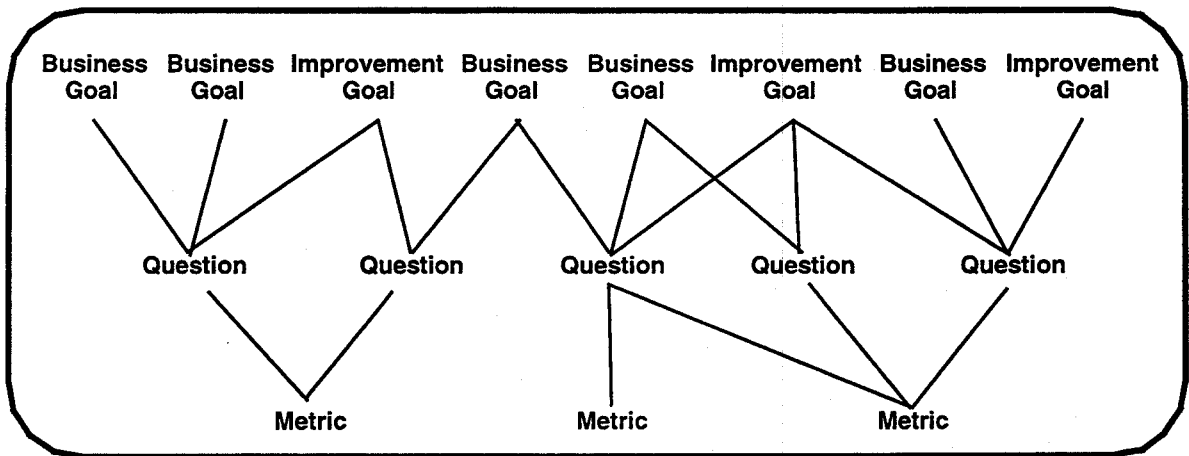 Business Business Improvement Business Business Improvement Business Improvement
Goal Goal Goal Goal Goal Goal Goal Goal
Question Question Question Question Question
Metric Metric Metric